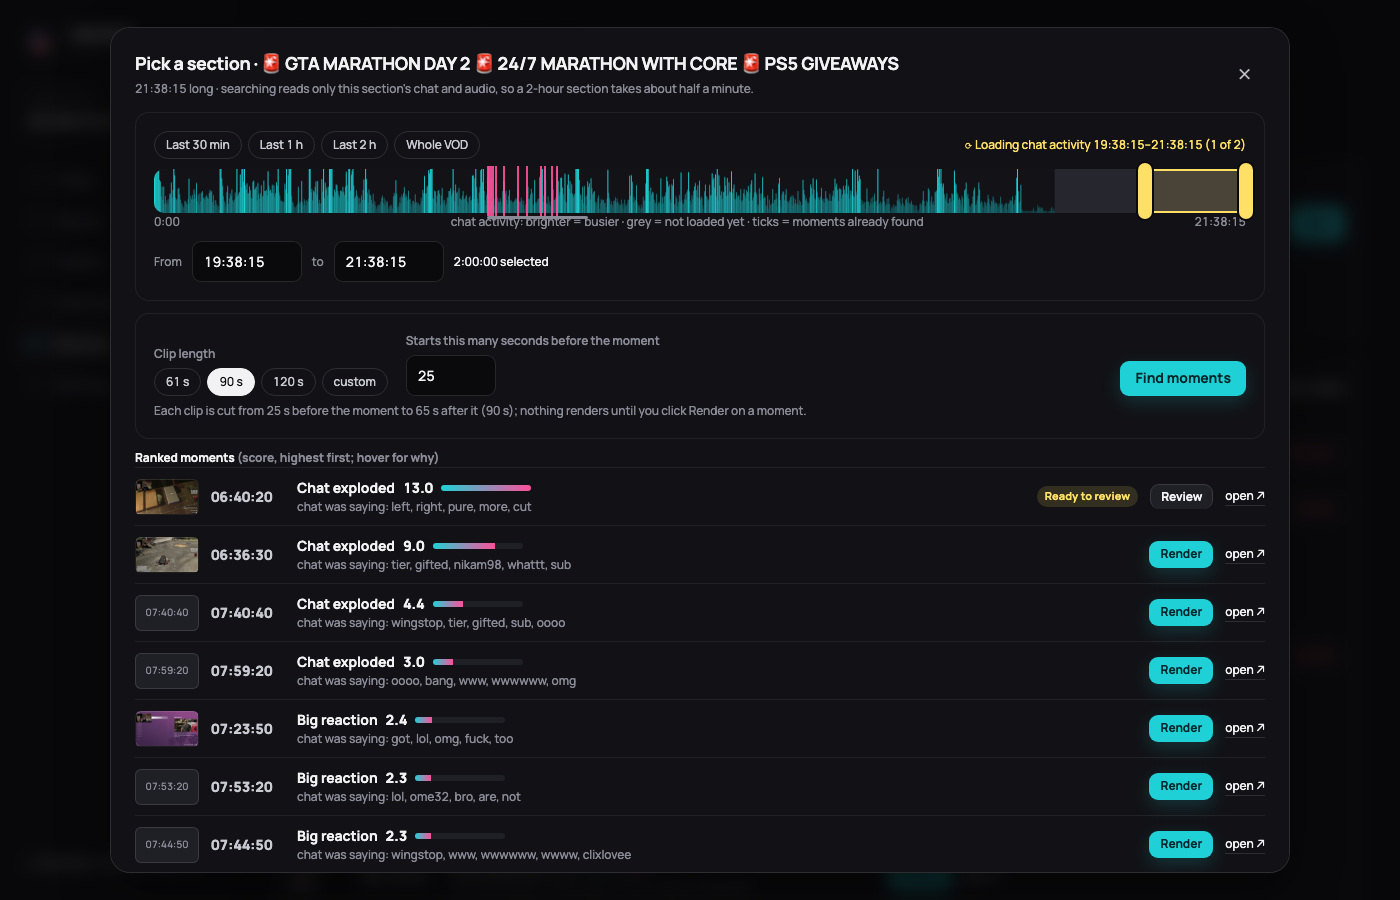 Pick a section · 🚨 GTA MARATHON DAY 2 🚨 24/7 MARATHON WITH CORE 🚨 PS5 GIVEAWAYS
21:38:15 long · searching reads only this section's chat and audio, so a 2-hour section takes about half a minute.
Last 30 min Last 1 h Last 2 h Whole VOD
⟳ Loading chat activity 19:38:15–21:38:15 (1 of 2)
0:00 chat activity: brighter = busier · grey = not loaded yet · ticks = moments already found 21:38:15
From 19:38:15 to 21:38:15 2:00:00 selected
Starts this many seconds before the moment
Clip length
61 s 90 s 120 s custom 25
Find moments
Each clip is cut from 25 s before the moment to 65 s after it (90 s); nothing renders until you click Render on a moment.
Ranked moments (score, highest first; hover for why)
06:40:20 Chat exploded 13.0 Ready to review Review open ↗
chat was saying: left, right, pure, more, cut
06:36:30 Chat exploded 9.0 Render open ↗
chat was saying: tier, gifted, nikam98, whattt, sub
07:40:40 07:40:40 Chat exploded 4.4 Render open ↗
chat was saying: wingstop, tier, gifted, sub, oooo
07:59:20 07:59:20 Chat exploded 3.0 Render open ↗
chat was saying: oooo, bang, www, wwwwww, omg
07:23:50 Big reaction 2.4 Render open ↗
chat was saying: got, lol, omg, fuck, too
07:53:20 07:53:20 Big reaction 2.3 Render open ↗
chat was saying: lol, ome32, bro, are, not
07:44:50 07:44:50 Big reaction 2.3 Render open ↗
chat was saying: wingstop, www, wwwwww, wwww, clixlovee